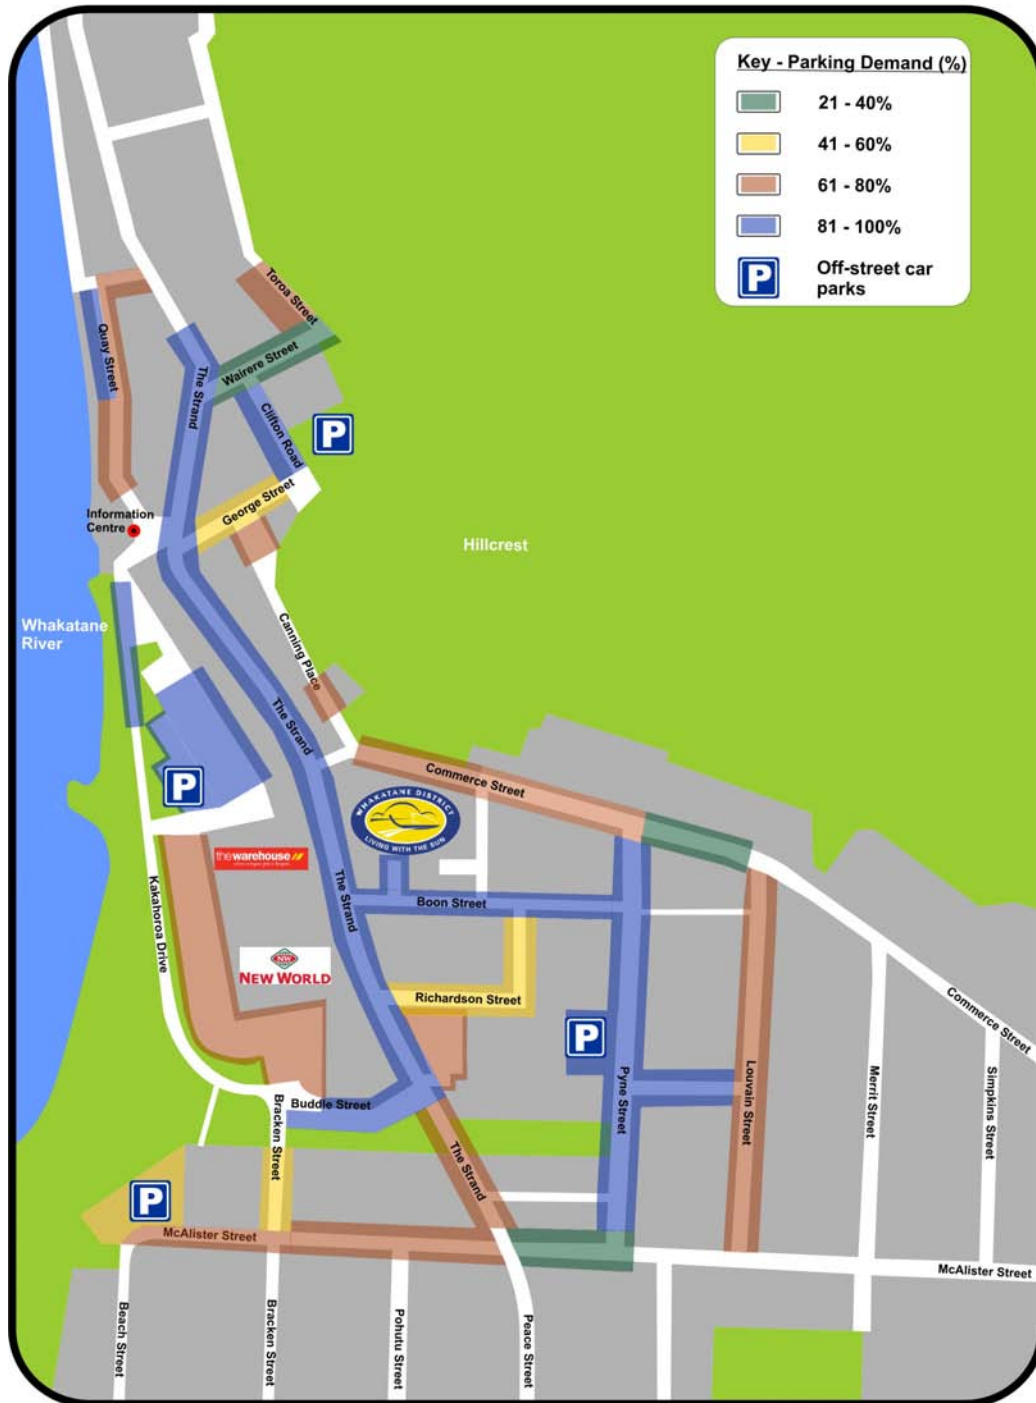 Key - Parking Demand (%)
21 - 40%
41 - 60%
61 - 80%
81 - 100%
P
Off-street car
parks
Toroa Street
Quay Street
Wairere Street
The Strand
Clifton Road
P
George Street
Information
Centre
Hillcrest
Whakatane
River
Canning Place
The Strand
Commerce Street
P
WHAKATANE DISTRICT
LIVING WITH THE SUN
the warehouse
The Strand
Boon Street
Kakahoroa Drive
NW
NEW WORLD
Richardson Street
Commerce Street
P
Pyne Street
Louvain Street
Merrit Street
Simpkins Street
Buddle Street
Bracken Street
The Strand
P
McAlister Street
McAlister Street
Beach Street
Bracken Street
Pohutu Street
Peace Street